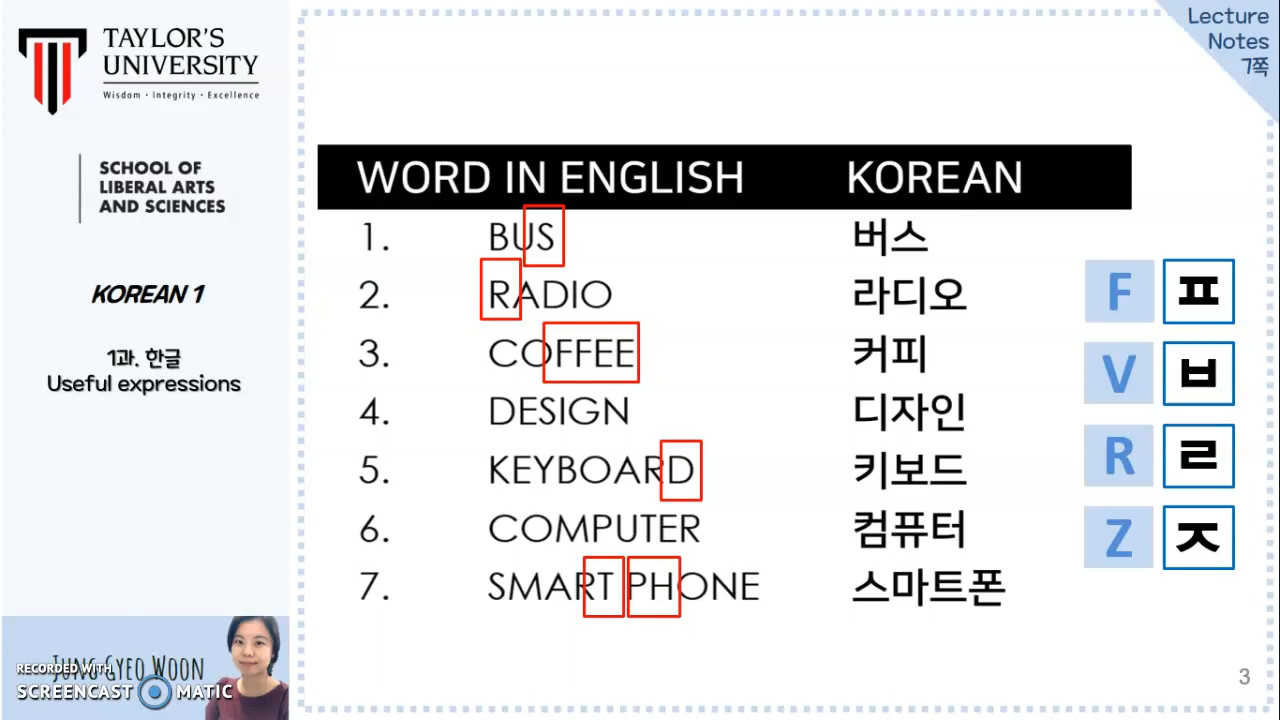 TAYLOR'S
UNIVERSITY
Wisdom · Integrity · Excellence
SCHOOL OF
LIBERAL ARTS
AND SCIENCES
KOREAN 1
1과. 한글
Useful expressions
JUNG GYEO WOON
RECORDED WITH
SCREENCAST MATIC
Lecture
Notes
7쪽
WORD IN ENGLISH KOREAN
1. BUS 버스
2. RADIO 라디오
3. COFFEE 커피
4. DESIGN 디자인
5. KEYBOARD 키보드
6. COMPUTER 컴퓨터
7. SMART PHONE 스마트폰
F ㅍ
V ㅂ
R ㄹ
Z ㅈ
3